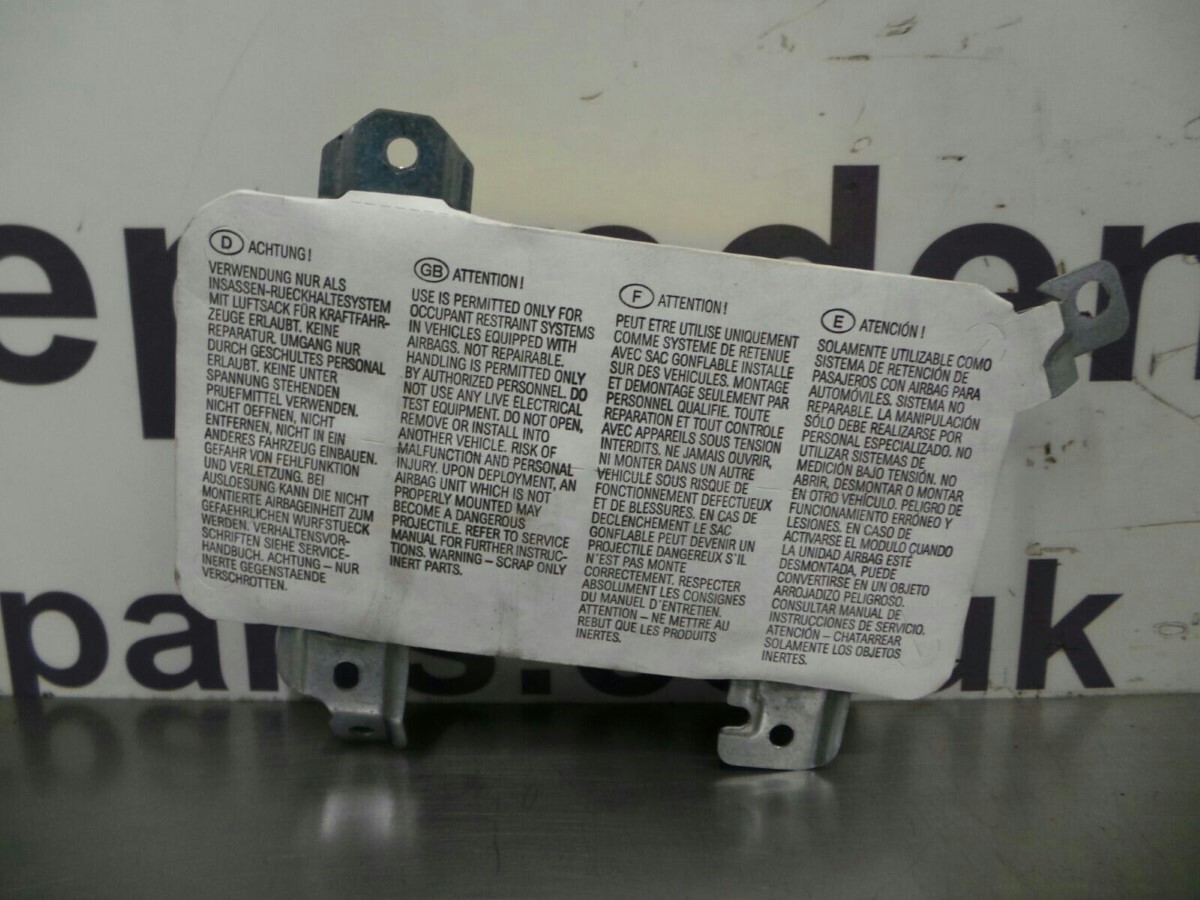 D ACHTUNG!
VERWENDUNG NUR ALS
INSASSEN-RUECKHALTESYSTEM
MIT LUFTSACK FÜR KRAFTFAHR-
ZEUGE ERLAUBT. KEINE
REPARATUR. UMGANG NUR
DURCH GESCHULTES PERSONAL
ERLAUBT. KEINE UNTER
SPANNUNG STEHENDEN
PRUEFMITTEL VERWENDEN.
NICHT OEFFNEN, NICHT
ENTFERNEN, NICHT IN EIN
ANDERES FAHRZEUG EINBAUEN.
GEFAHR VON FEHLFUNKTION
UND VERLETZUNG. BEI
AUSLOESUNG KANN DIE NICHT
MONTIERTE AIRBAGEINHEIT ZUM
GEFAEHRLICHEN WURFSTUECK
WERDEN. VERHALTENSVOR-
SCHRIFTEN SIEHE SERVICE-
HANDBUCH. ACHTUNG – NUR
INERTE GEGENSTAENDE
VERSCHROTTEN.
GB ATTENTION!
USE IS PERMITTED ONLY FOR
OCCUPANT RESTRAINT SYSTEMS
IN VEHICLES EQUIPPED WITH
AIRBAGS. NOT REPAIRABLE.
HANDLING IS PERMITTED ONLY
BY AUTHORIZED PERSONNEL. DO
NOT USE ANY LIVE ELECTRICAL
TEST EQUIPMENT. DO NOT OPEN,
REMOVE OR INSTALL INTO
ANOTHER VEHICLE. RISK OF
MALFUNCTION AND PERSONAL
INJURY. UPON DEPLOYMENT, AN
AIRBAG UNIT WHICH IS NOT
PROPERLY MOUNTED MAY
BECOME A DANGEROUS
PROJECTILE. REFER TO SERVICE
MANUAL FOR FURTHER INSTRUC-
TIONS. WARNING – SCRAP ONLY
INERT PARTS.
F ATTENTION!
PEUT ETRE UTILISE UNIQUEMENT
COMME SYSTEME DE RETENUE
AVEC SAC GONFLABLE INSTALLE
SUR DES VEHICULES. MONTAGE
ET DEMONTAGE SEULEMENT PAR
PERSONNEL QUALIFIE. TOUTE
REPARATION ET TOUT CONTROLE
AVEC APPAREILS SOUS TENSION
INTERDITS. NE JAMAIS OUVRIR,
NI MONTER DANS UN AUTRE
VEHICULE SOUS RISQUE DE
FONCTIONNEMENT DEFECTUEUX
ET DE BLESSURES. EN CAS DE
DECLENCHEMENT LE SAC
GONFLABLE PEUT DEVENIR UN
PROJECTILE DANGEREUX S'IL
N'EST PAS MONTE
CORRECTEMENT. RESPECTER
ABSOLUMENT LES CONSIGNES
DU MANUEL D'ENTRETIEN.
ATTENTION – NE METTRE AU
REBUT QUE LES PRODUITS
INERTES.
E ATENCIÓN!
SOLAMENTE UTILIZABLE COMO
SISTEMA DE RETENCIÓN DE
PASAJEROS CON AIRBAG PARA
AUTOMÓVILES. SISTEMA NO
REPARABLE. LA MANIPULACIÓN
SÓLO DEBE REALIZARSE POR
PERSONAL ESPECIALIZADO. NO
UTILIZAR SISTEMAS DE
MEDICIÓN BAJO TENSIÓN. NO
ABRIR, DESMONTAR O MONTAR
EN OTRO VEHÍCULO. PELIGRO DE
FUNCIONAMIENTO ERRÓNEO Y
LESIONES. EN CASO DE
ACTIVARSE EL MODULO CUANDO
LA UNIDAD AIRBAG ESTÉ
DESMONTADA, PUEDE
CONVERTIRSE EN UN OBJETO
ARROJADIZO PELIGROSO.
CONSULTAR MANUAL DE
INSTRUCCIONES DE SERVICIO.
ATENCIÓN – CHATARREAR
SOLAMENTE LOS OBJETOS
INERTES.